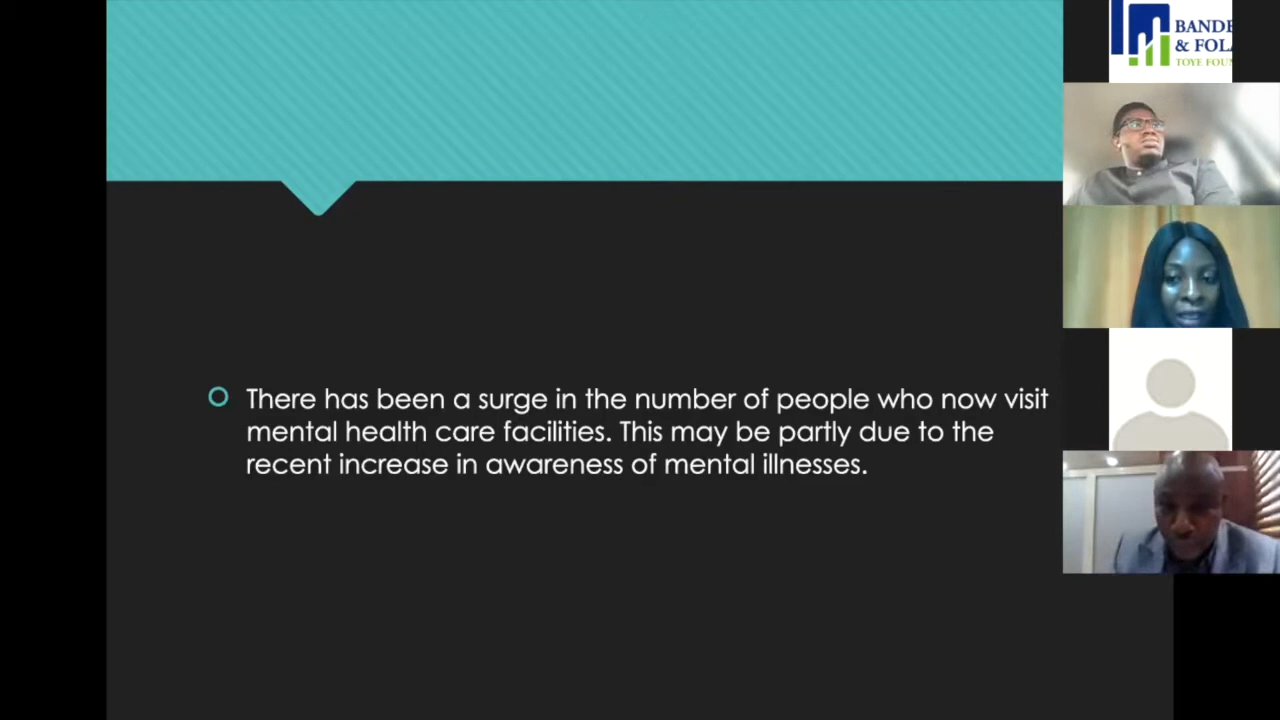 There has been a surge in the number of people who now visit
mental health care facilities. This may be partly due to the
recent increase in awareness of mental illnesses.
& FOL
TOYE